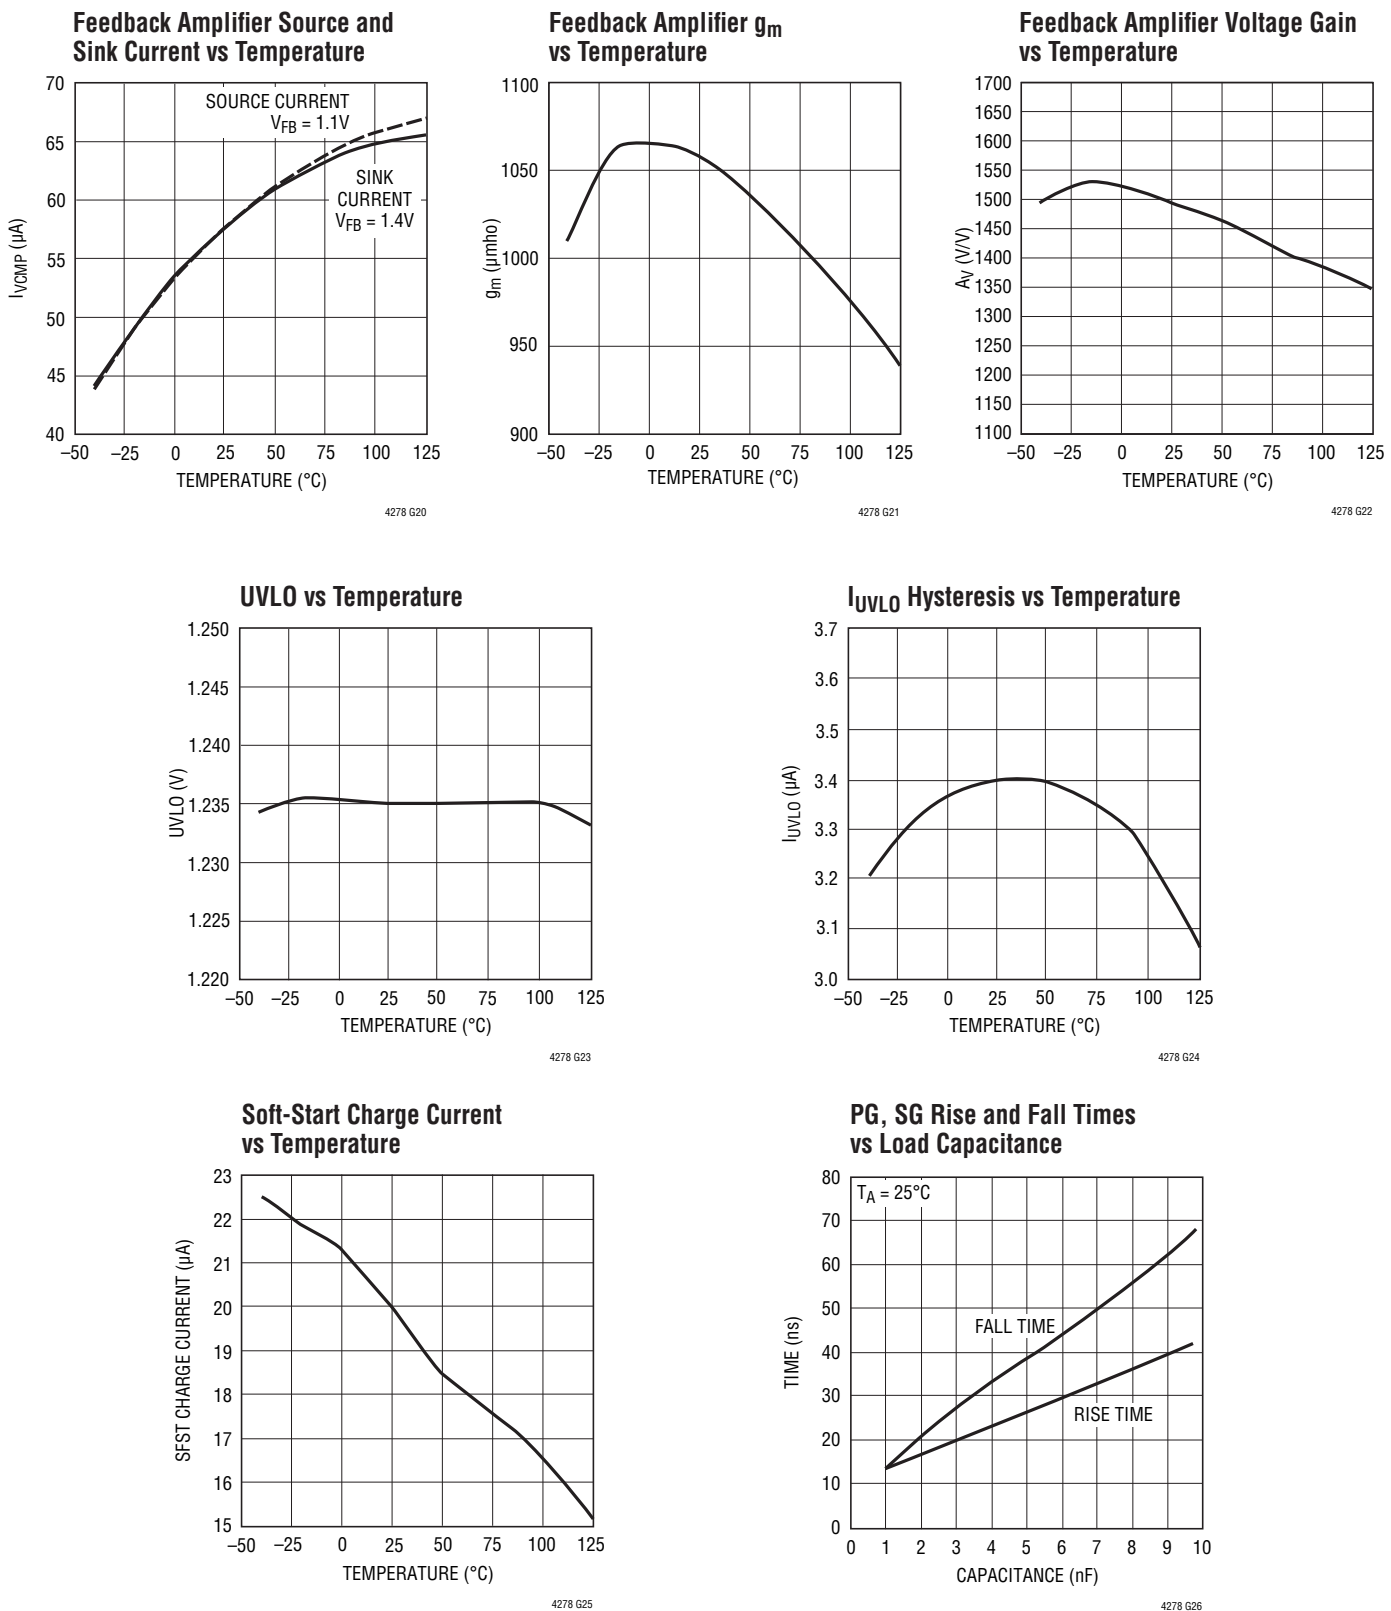 Feedback Amplifier Source and
Sink Current vs Temperature
70
65
60
55
50
45
40
I_VCMP (µA)
SOURCE CURRENT
V_FB = 1.1V
SINK
CURRENT
V_FB = 1.4V
–50 –25 0 25 50 75 100 125
TEMPERATURE (°C)
4278 G20
Feedback Amplifier g_m
vs Temperature
1100
1050
1000
950
900
g_m (µmho)
–50 –25 0 25 50 75 100 125
TEMPERATURE (°C)
4278 G21
Feedback Amplifier Voltage Gain
vs Temperature
1700
1650
1600
1550
1500
1450
1400
1350
1300
1250
1200
1150
1100
A_V (V/V)
–50 –25 0 25 50 75 100 125
TEMPERATURE (°C)
4278 G22
UVLO vs Temperature
1.250
1.245
1.240
1.235
1.230
1.225
1.220
UVLO (V)
–50 –25 0 25 50 75 100 125
TEMPERATURE (°C)
4278 G23
I_UVLO Hysteresis vs Temperature
3.7
3.6
3.5
3.4
3.3
3.2
3.1
3.0
I_UVLO (µA)
–50 –25 0 25 50 75 100 125
TEMPERATURE (°C)
4278 G24
Soft-Start Charge Current
vs Temperature
23
22
21
20
19
18
17
16
15
SFST CHARGE CURRENT (µA)
–50 –25 0 25 50 75 100 125
TEMPERATURE (°C)
4278 G25
PG, SG Rise and Fall Times
vs Load Capacitance
80
70
60
50
40
30
20
10
0
TIME (ns)
T_A = 25°C
FALL TIME
RISE TIME
0 1 2 3 4 5 6 7 8 9 10
CAPACITANCE (nF)
4278 G26